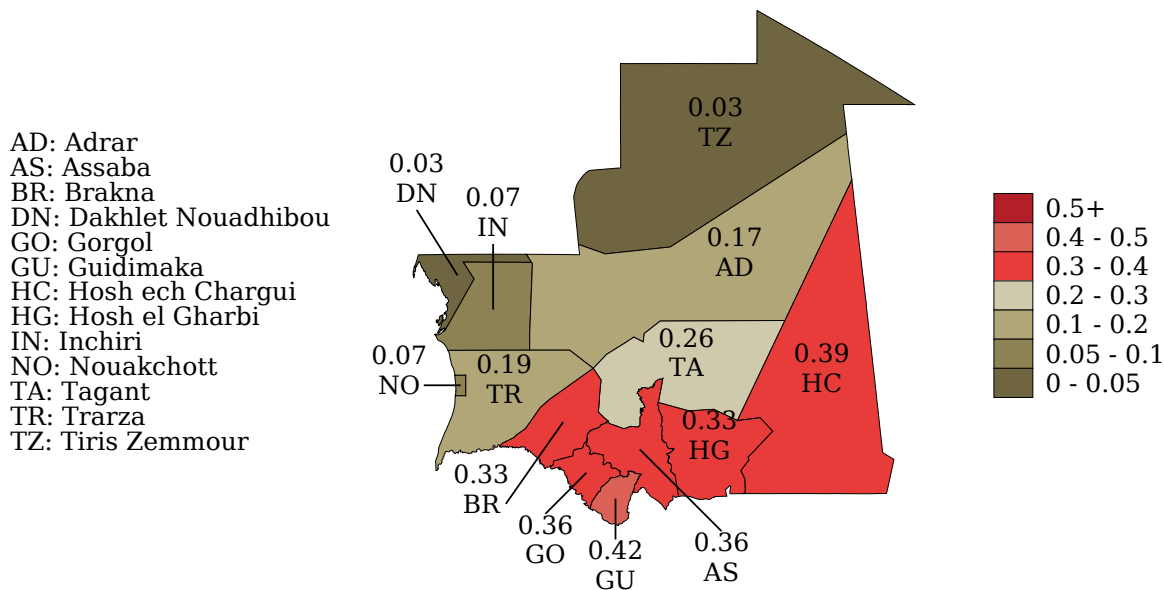 AD: Adrar
AS: Assaba
BR: Brakna
DN: Dakhlet Nouadhibou
GO: Gorgol
GU: Guidimaka
HC: Hosh ech Chargui
HG: Hosh el Gharbi
IN: Inchiri
NO: Nouakchott
TA: Tagant
TR: Trarza
TZ: Tiris Zemmour
0.03
TZ
0.03
DN
0.07
IN
0.17
AD
0.07
NO
0.19
TR
0.26
TA
0.39
HC
0.33
HG
0.33
BR
0.36
GO
0.42
GU
0.36
AS
0.5+
0.4 - 0.5
0.3 - 0.4
0.2 - 0.3
0.1 - 0.2
0.05 - 0.1
0 - 0.05